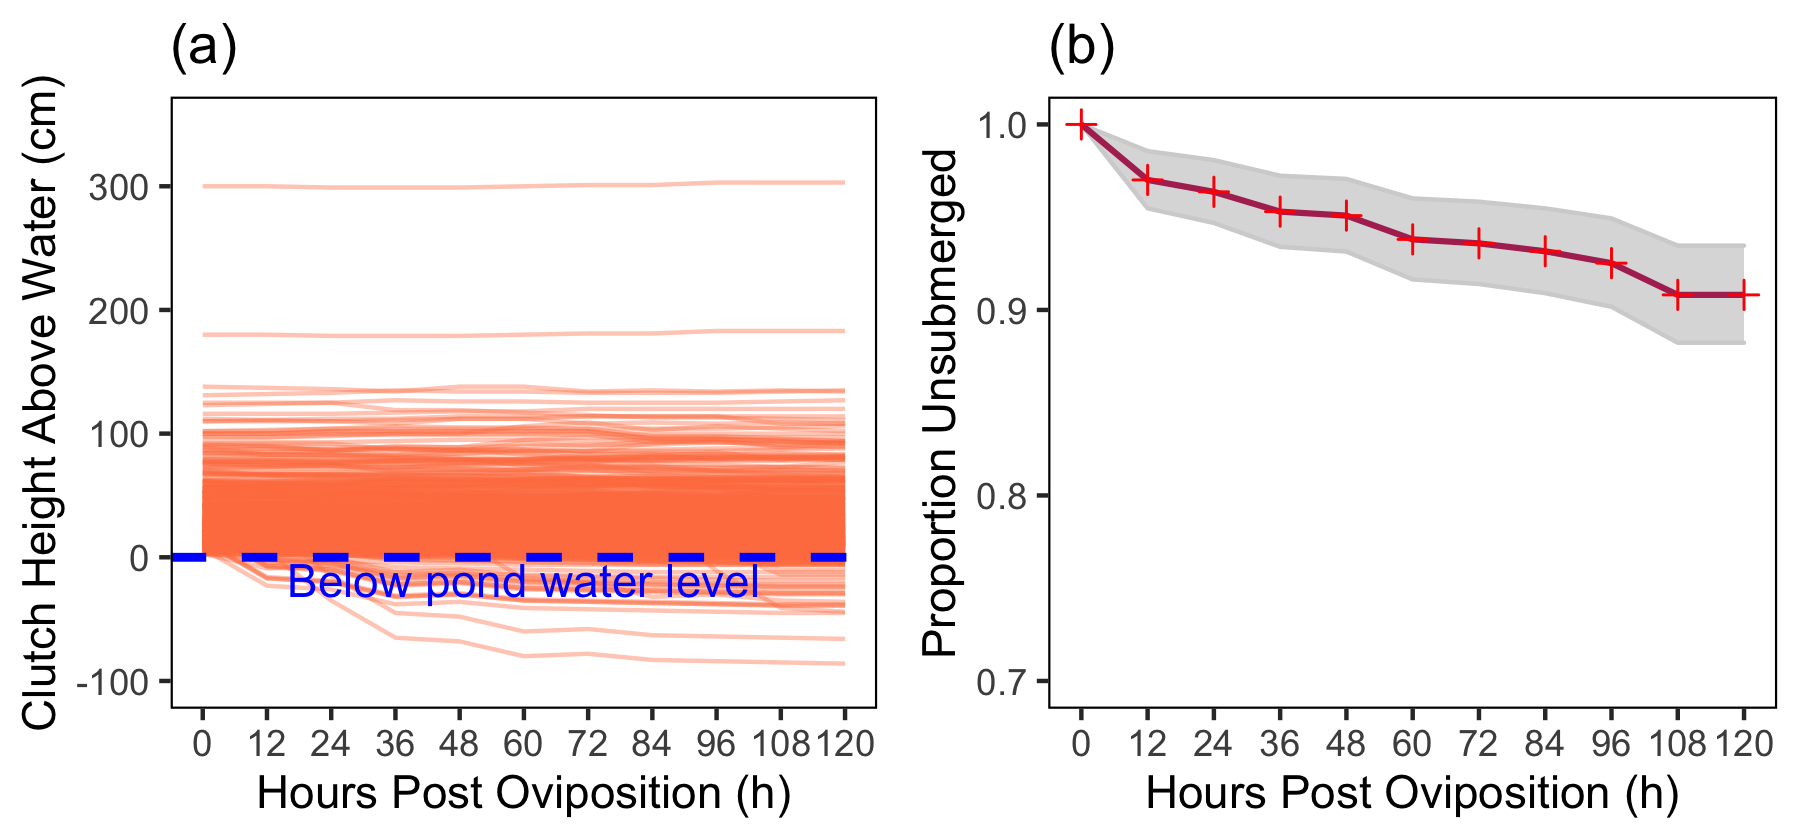 (a)
Clutch Height Above Water (cm)
300
200
100
0
-100
Below pond water level
0 12 24 36 48 60 72 84 96 108 120
Hours Post Oviposition (h)
(b)
Proportion Unsubmerged
1.0
0.9
0.8
0.7
0 12 24 36 48 60 72 84 96 108 120
Hours Post Oviposition (h)